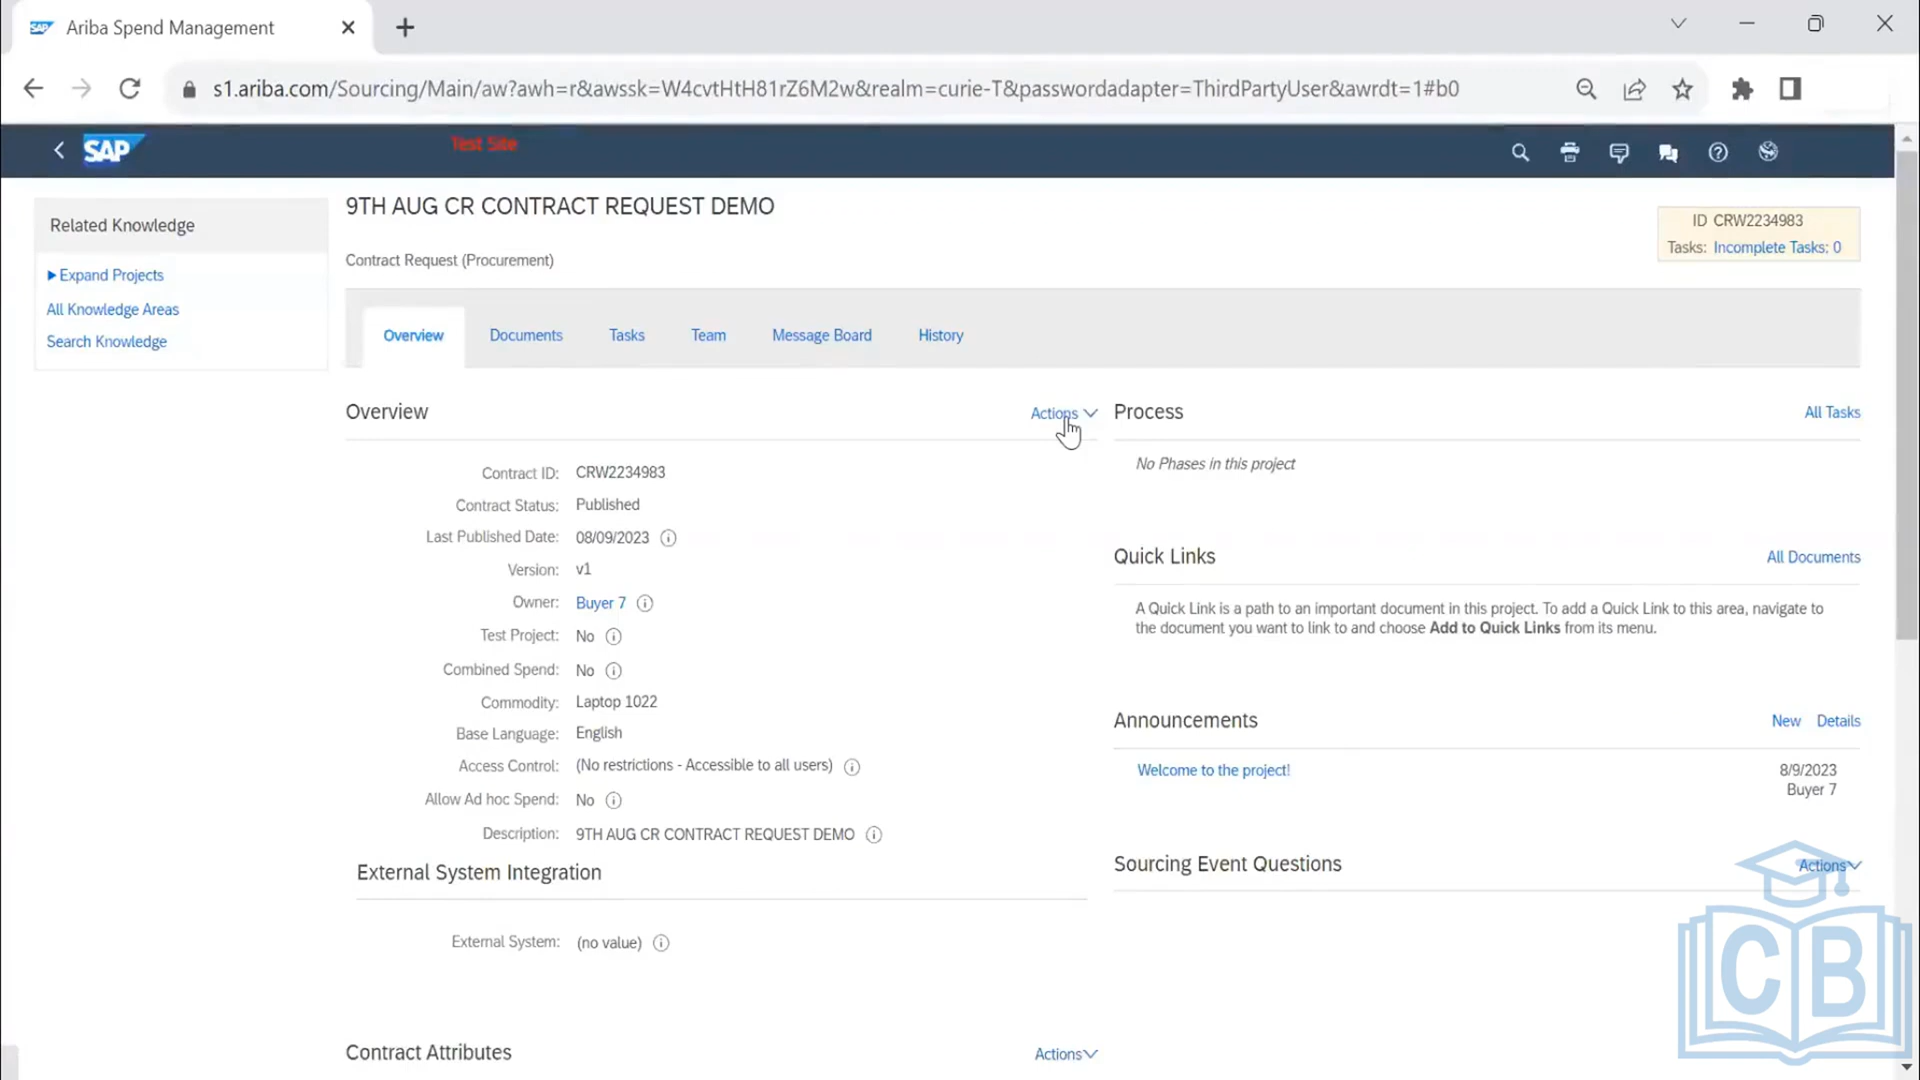 SAP Ariba Spend Management
s1.ariba.com/Sourcing/Main/aw?awh=r&awssk=W4cvtHtH81rZ6M2w&realm=curie-T&passwordadapter=ThirdPartyUser&awrdt=1#b0
SAP
Test Site
Related Knowledge
Expand Projects
All Knowledge Areas
Search Knowledge
9TH AUG CR CONTRACT REQUEST DEMO
Contract Request (Procurement)
ID CRW2234983
Tasks: Incomplete Tasks: 0
Overview Documents Tasks Team Message Board History
Overview Actions
Contract ID: CRW2234983
Contract Status: Published
Last Published Date: 08/09/2023
Version: v1
Owner: Buyer 7
Test Project: No
Combined Spend: No
Commodity: Laptop 1022
Base Language: English
Access Control: (No restrictions - Accessible to all users)
Allow Ad hoc Spend: No
Description: 9TH AUG CR CONTRACT REQUEST DEMO
External System Integration
External System: (no value)
Contract Attributes Actions
Process All Tasks
No Phases in this project
Quick Links All Documents
A Quick Link is a path to an important document in this project. To add a Quick Link to this area, navigate to
the document you want to link to and choose Add to Quick Links from its menu.
Announcements New Details
Welcome to the project! 8/9/2023
Buyer 7
Sourcing Event Questions Actions
CB